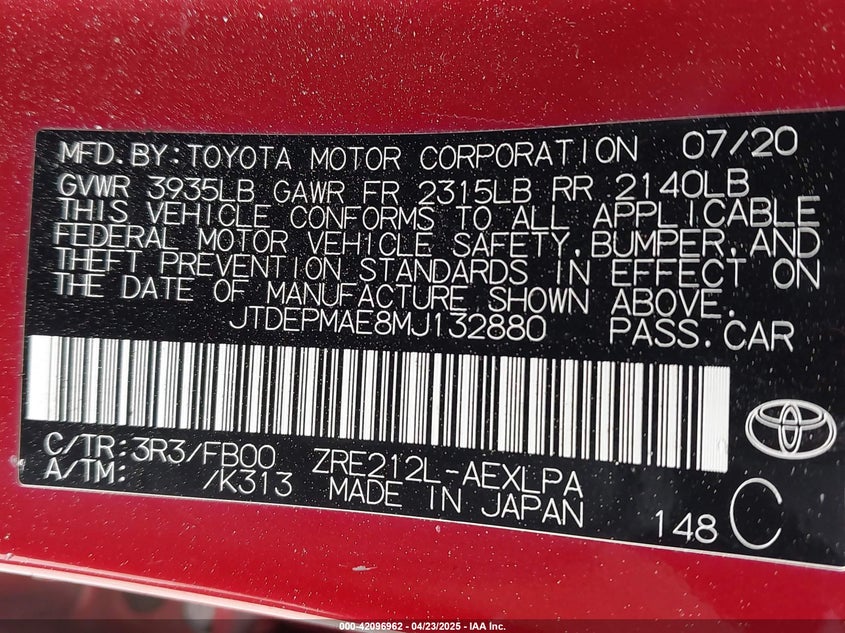 MFD.BY:TOYOTA MOTOR CORPORATION 07/20
GVWR 3935LB GAWR FR 2315LB RR 2140LB
THIS VEHICLE CONFORMS TO ALL APPLICABLE
FEDERAL MOTOR VEHICLE SAFETY,BUMPER,AND
THEFT PREVENTION STANDARDS IN EFFECT ON
THE DATE OF MANUFACTURE SHOWN ABOVE.
JTDEPMAE8MJ132880 PASS.CAR
C/TR:3R3/FB00 ZRE212L-AEXLPA
A/TM: /K313 MADE IN JAPAN 148 C
000-42096962 - 04/23/2025 - IAA Inc.